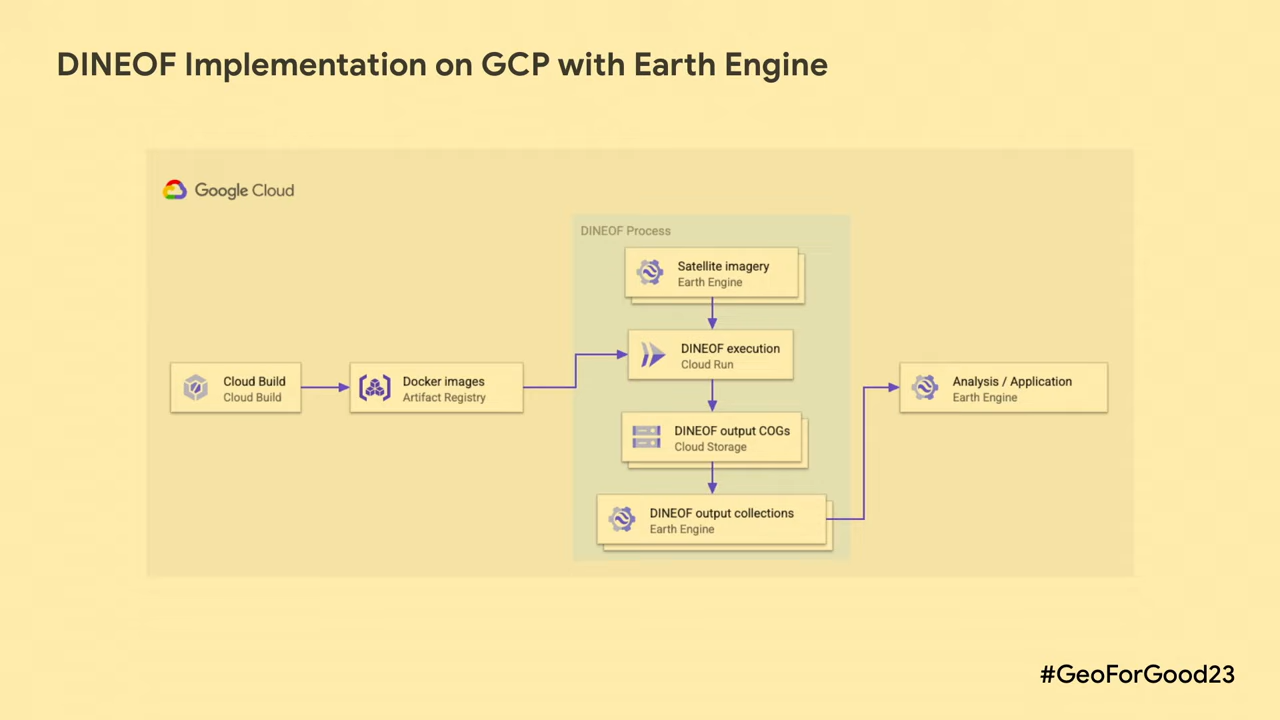 DINEOF Implementation on GCP with Earth Engine
Google Cloud
DINEOF Process
Satellite imagery
Earth Engine
DINEOF execution
Cloud Run
Cloud Build
Cloud Build
Docker images
Artifact Registry
DINEOF output COGs
Cloud Storage
DINEOF output collections
Earth Engine
Analysis / Application
Earth Engine
#GeoForGood23